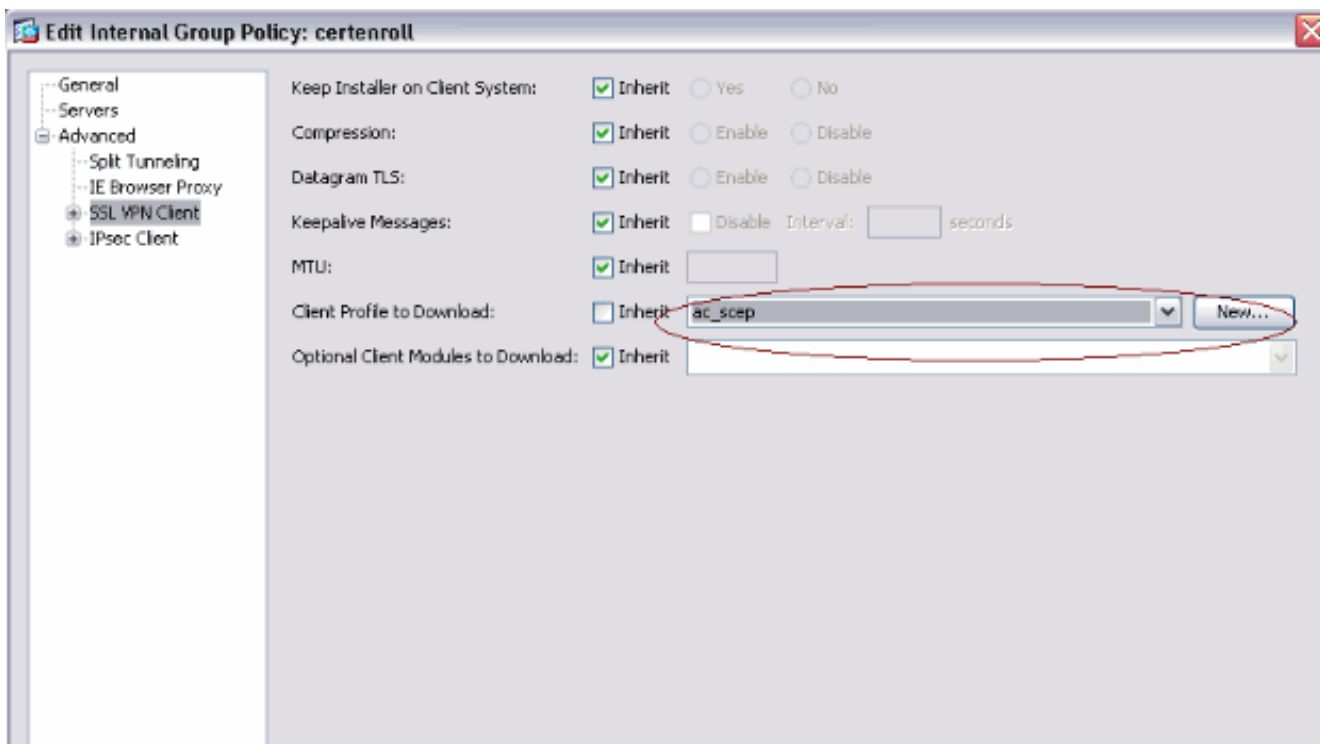 Edit Internal Group Policy: certenroll
General
Servers
Advanced
Split Tunneling
IE Browser Proxy
SSL VPN Client
IPsec Client
Keep Installer on Client System: Inherit Yes No
Compression: Inherit Enable Disable
Datagram TLS: Inherit Enable Disable
Keepalive Messages: Inherit Disable Interval: seconds
MTU: Inherit
Client Profile to Download: Inherit ac_scep New...
Optional Client Modules to Download: Inherit